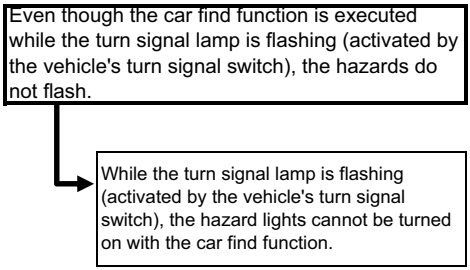 Even though the car find function is executed
while the turn signal lamp is flashing (activated by
the vehicle's turn signal switch), the hazards do
not flash.
While the turn signal lamp is flashing
(activated by the vehicle's turn signal
switch), the hazard lights cannot be turned
on with the car find function.